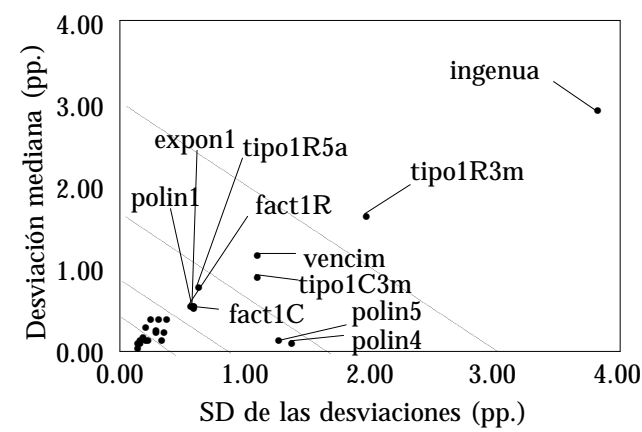 4.00
ingenua
3.00
expon1
tipo1R5a
tipo1R3m
2.00
polin1
fact1R
vencim
1.00
tipo1C3m
fact1C
polin5
polin4
0.00
Desviación mediana (pp.)
0.00 1.00 2.00 3.00 4.00
SD de las desviaciones (pp.)